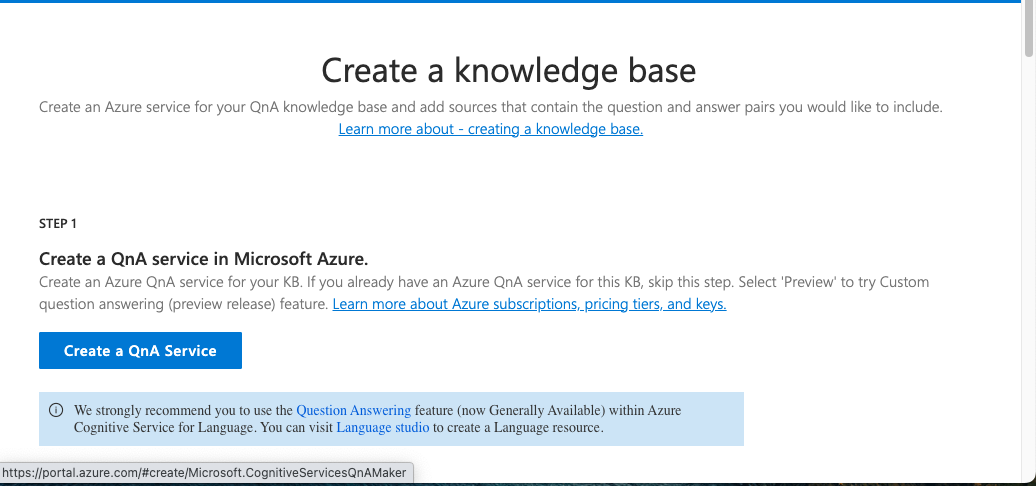 Create a knowledge base
Create an Azure service for your QnA knowledge base and add sources that contain the question and answer pairs you would like to include.
Learn more about - creating a knowledge base.
STEP 1
Create a QnA service in Microsoft Azure.
Create an Azure QnA service for your KB. If you already have an Azure QnA service for this KB, skip this step. Select 'Preview' to try Custom
question answering (preview release) feature. Learn more about Azure subscriptions, pricing tiers, and keys.
Create a QnA Service
We strongly recommend you to use the Question Answering feature (now Generally Available) within Azure
Cognitive Service for Language. You can visit Language studio to create a Language resource.
https://portal.azure.com/#create/Microsoft.CognitiveServicesQnAMaker